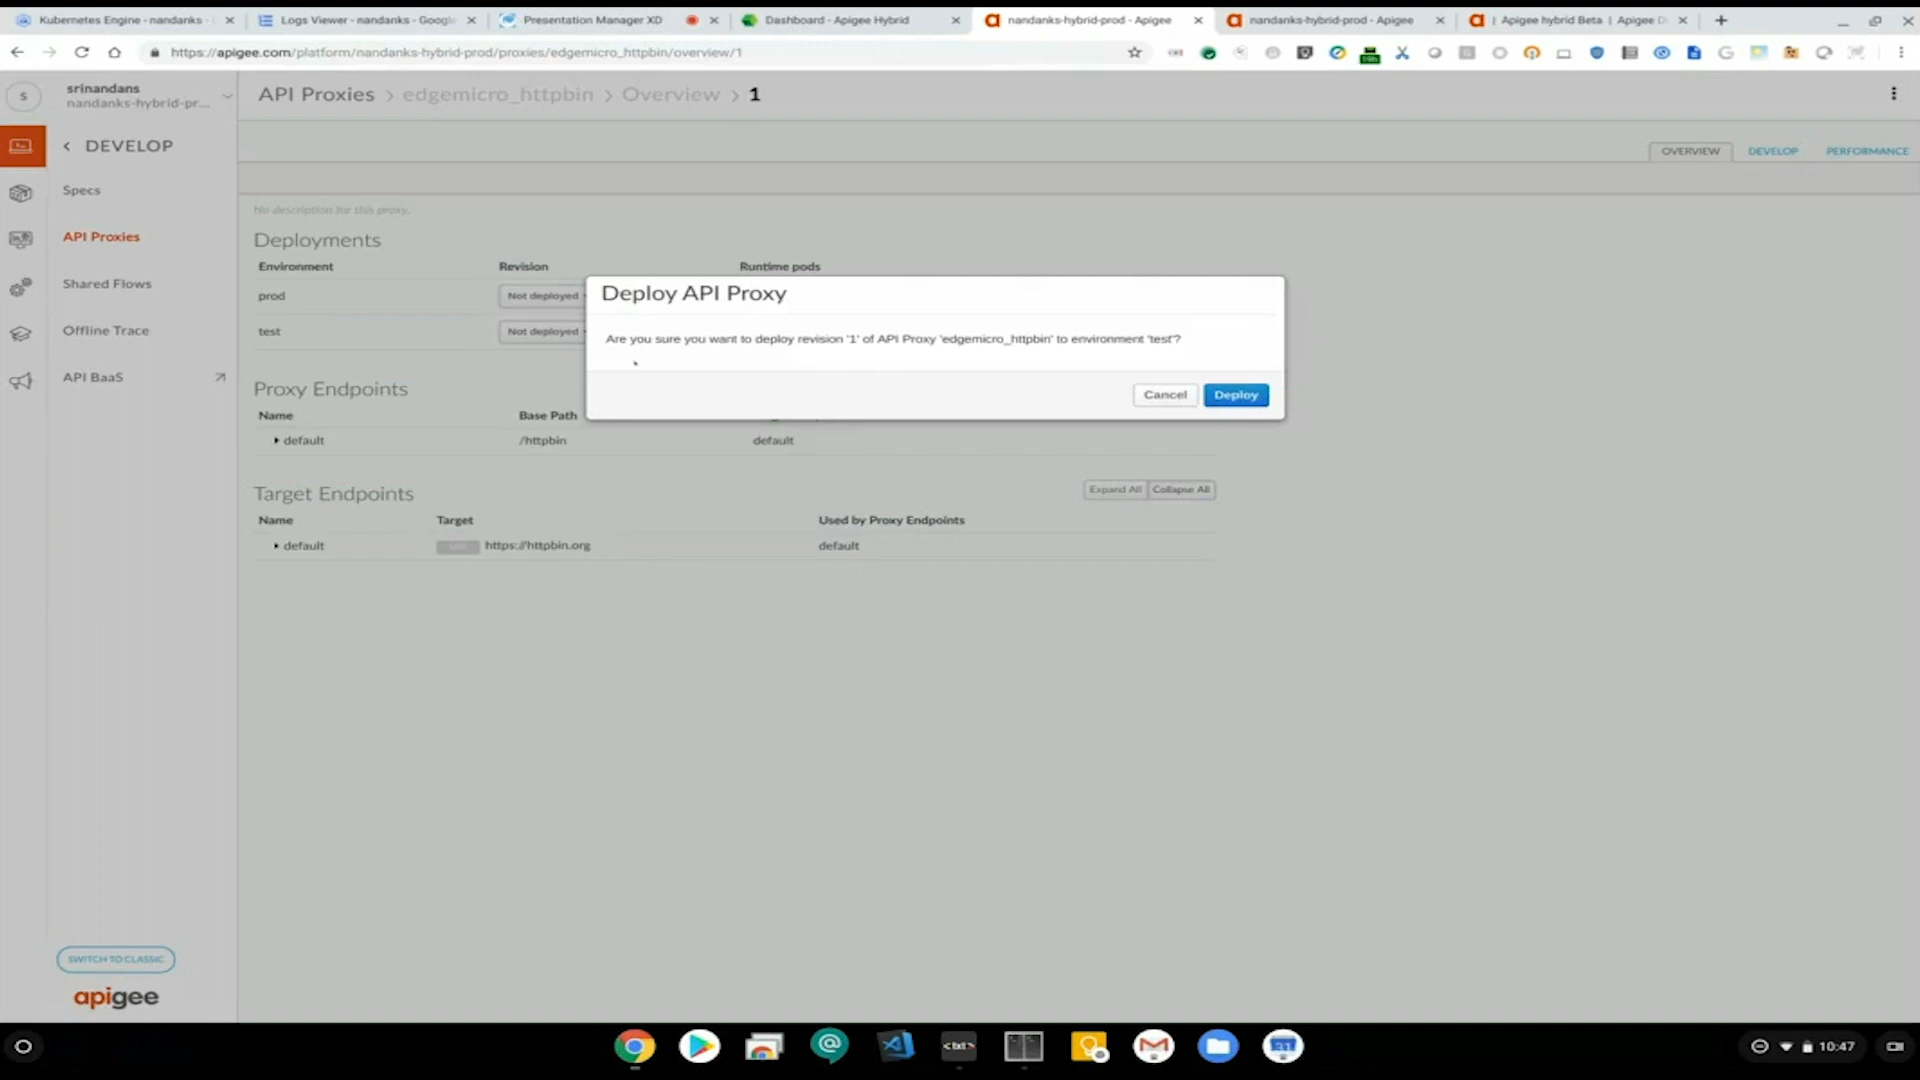 Kubernetes Engine - nandanks -
Logs Viewer - nandanks - Google
Presentation Manager XD
Dashboard - Apigee Hybrid
nandanks-hybrid-prod - Apigee
nandanks-hybrid-prod - Apigee
| Apigee hybrid Beta | Apigee D
https://apigee.com/platform/nandanks-hybrid-prod/proxies/edgemicro_httpbin/overview/1
s
srinandans
nandanks-hybrid-pr...
API Proxies > edgemicro_httpbin > Overview > 1
< DEVELOP
OVERVIEW
DEVELOP
PERFORMANCE
Specs
API Proxies
Shared Flows
Offline Trace
API BaaS
No description for this proxy.
Deployments
Environment Revision Runtime pods
prod Not deployed
test Not deployed
Deploy API Proxy
Are you sure you want to deploy revision '1' of API Proxy 'edgemicro_httpbin' to environment 'test'?
Cancel
Deploy
Proxy Endpoints
Name Base Path
default /httpbin default
Target Endpoints
Expand All
Collapse All
Name Target Used by Proxy Endpoints
default https://httpbin.org default
SWITCH TO CLASSIC
apigee
<txt>
31
10:47